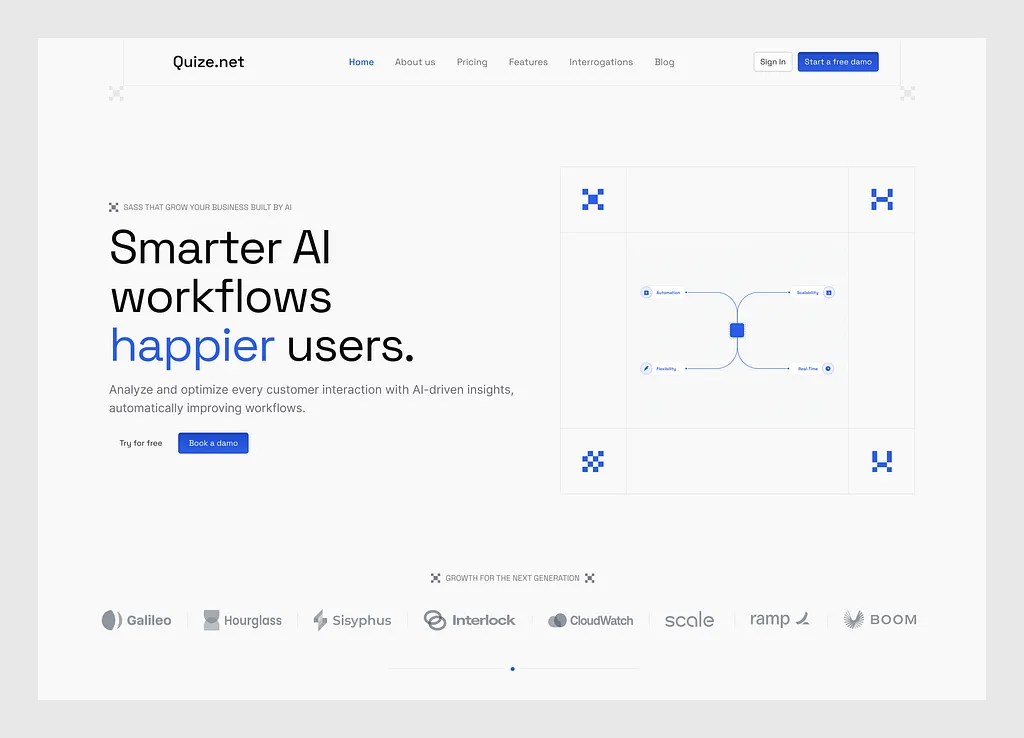 Quize.net
Home
About us
Pricing
Features
Interrogations
Blog
Sign in
Start a free damo
SASS THAT GROW YOUR BUSINESS BUILT BY AI
Smarter AI
workflows
happier users.
Analyze and optimize every customer interaction with AI-driven insights,
automatically improving workflows.
Try for free
Book a damo
Automation
Scalability
Flexibility
Real-Time
GROWTH FOR THE NEXT GENERATION
Galileo
Hourglass
Sisyphus
Interlock
CloudWatch
scale
ramp
BOOM